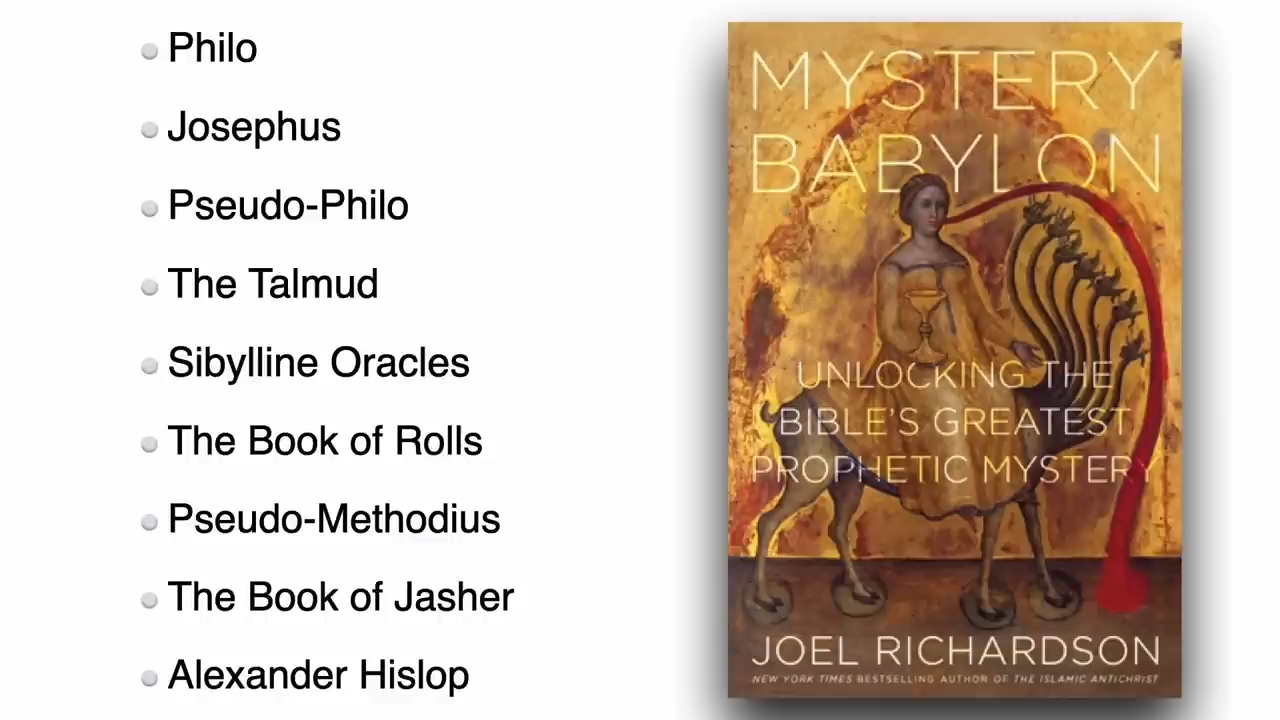 Philo
Josephus
Pseudo-Philo
The Talmud
Sibylline Oracles
The Book of Rolls
Pseudo-Methodius
The Book of Jasher
Alexander Hislop
MYSTERY
BABYLON
UNLOCKING THE
BIBLE'S GREATEST
PROPHETIC MYSTERY
JOEL RICHARDSON
NEW YORK TIMES BESTSELLING AUTHOR OF THE ISLAMIC ANTICHRIST